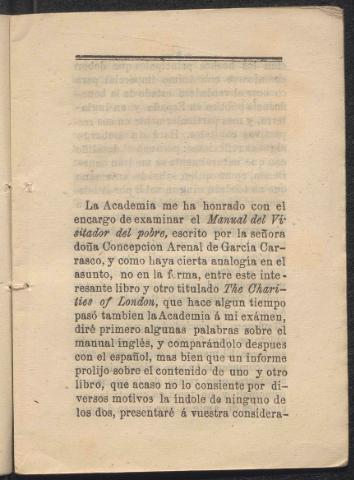 La Academia me ha honrado con el
encargo de examinar el Manual del Vi-
sitador del pobre, escrito por la señora
doña Concepcion Arenal de García Car-
rasco, y como haya cierta analogía en el
asunto, no en la f.rma, entre este inte-
resante libro y otro titulado The Chari-
ties of London, que hace algun tiempo
pasó tambien la Academia á mi exámen,
diré primero algunas palabras sobre el
manual inglés, y comparándolo despues
con el español, mas bien que un informe
prolijo sobre el contenido de uno y otro
libro, que acaso no lo consiente por di-
versos motivos la índole de ninguno de
los dos, presentaré á vuestra considera-